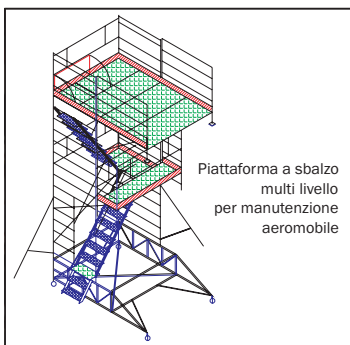 Piattaforma a sbalzo
multi livello
per manutenzione
aeromobile